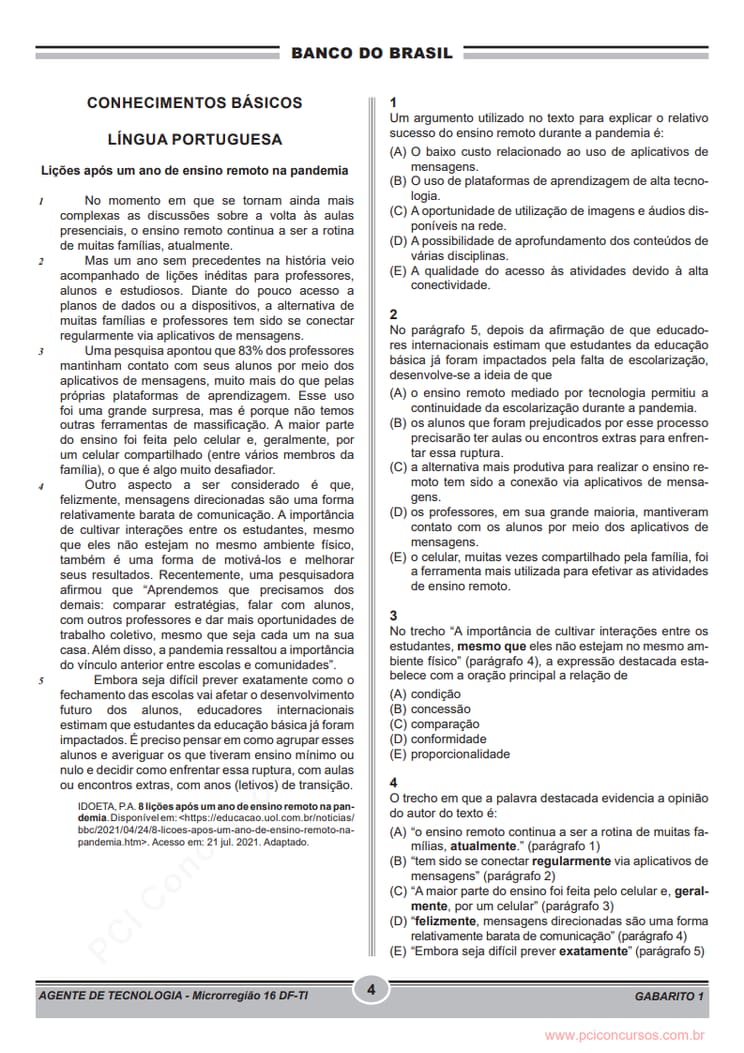 BANCO DO BRASIL
CONHECIMENTOS BÁSICOS
LÍNGUA PORTUGUESA
Lições após um ano de ensino remoto na pandemia
1 No momento em que se tornam ainda mais
complexas as discussões sobre a volta às aulas
presenciais, o ensino remoto continua a ser a rotina
de muitas famílias, atualmente.
2 Mas um ano sem precedentes na história veio
acompanhado de lições inéditas para professores,
alunos e estudiosos. Diante do pouco acesso a
planos de dados ou a dispositivos, a alternativa de
muitas famílias e professores tem sido se conectar
regularmente via aplicativos de mensagens.
3 Uma pesquisa apontou que 83% dos professores
mantinham contato com seus alunos por meio dos
aplicativos de mensagens, muito mais do que pelas
próprias plataformas de aprendizagem. Esse uso
foi uma grande surpresa, mas é porque não temos
outras ferramentas de massificação. A maior parte
do ensino foi feita pelo celular e, geralmente, por
um celular compartilhado (entre vários membros da
família), o que é algo muito desafiador.
4 Outro aspecto a ser considerado é que,
felizmente, mensagens direcionadas são uma forma
relativamente barata de comunicação. A importância
de cultivar interações entre os estudantes, mesmo
que eles não estejam no mesmo ambiente físico,
também é uma forma de motivá-los e melhorar
seus resultados. Recentemente, uma pesquisadora
afirmou que “Aprendemos que precisamos dos
demais: comparar estratégias, falar com alunos,
com outros professores e dar mais oportunidades de
trabalho coletivo, mesmo que seja cada um na sua
casa. Além disso, a pandemia ressaltou a importância
do vínculo anterior entre escolas e comunidades”.
5 Embora seja difícil prever exatamente como o
fechamento das escolas vai afetar o desenvolvimento
futuro dos alunos, educadores internacionais
estimam que estudantes da educação básica já foram
impactados. É preciso pensar em como agrupar esses
alunos e averiguar os que tiveram ensino mínimo ou
nulo e decidir como enfrentar essa ruptura, com aulas
ou encontros extras, com anos (letivos) de transição.
IDOETA, P.A. 8 lições após um ano de ensino remoto na pan-
demia. Disponível em: <https://educacao.uol.com.br/noticias/
bbc/2021/04/24/8-licoes-apos-um-ano-de-ensino-remoto-na-
pandemia.htm>. Acesso em: 21 jul. 2021. Adaptado.
1
Um argumento utilizado no texto para explicar o relativo
sucesso do ensino remoto durante a pandemia é:
(A) O baixo custo relacionado ao uso de aplicativos de
mensagens.
(B) O uso de plataformas de aprendizagem de alta tecno-
logia.
(C) A oportunidade de utilização de imagens e áudios dis-
poníveis na rede.
(D) A possibilidade de aprofundamento dos conteúdos de
várias disciplinas.
(E) A qualidade do acesso às atividades devido à alta
conectividade.
2
No parágrafo 5, depois da afirmação de que educado-
res internacionais estimam que estudantes da educação
básica já foram impactados pela falta de escolarização,
desenvolve-se a ideia de que
(A) o ensino remoto mediado por tecnologia permitiu a
continuidade da escolarização durante a pandemia.
(B) os alunos que foram prejudicados por esse processo
precisarão ter aulas ou encontros extras para enfren-
tar essa ruptura.
(C) a alternativa mais produtiva para realizar o ensino re-
moto tem sido a conexão via aplicativos de mensa-
gens.
(D) os professores, em sua grande maioria, mantiveram
contato com os alunos por meio dos aplicativos de
mensagens.
(E) o celular, muitas vezes compartilhado pela família, foi
a ferramenta mais utilizada para efetivar as atividades
de ensino remoto.
3
No trecho “A importância de cultivar interações entre os
estudantes, mesmo que eles não estejam no mesmo am-
biente físico” (parágrafo 4), a expressão destacada esta-
belece com a oração principal a relação de
(A) condição
(B) concessão
(C) comparação
(D) conformidade
(E) proporcionalidade
4
O trecho em que a palavra destacada evidencia a opinião
do autor do texto é:
(A) “o ensino remoto continua a ser a rotina de muitas fa-
mílias, atualmente.” (parágrafo 1)
(B) “tem sido se conectar regularmente via aplicativos de
mensagens” (parágrafo 2)
(C) “A maior parte do ensino foi feita pelo celular e, geral-
mente, por um celular” (parágrafo 3)
(D) “felizmente, mensagens direcionadas são uma forma
relativamente barata de comunicação” (parágrafo 4)
(E) “Embora seja difícil prever exatamente” (parágrafo 5)
PCI Conc
AGENTE DE TECNOLOGIA - Microrregião 16 DF-TI
4
GABARITO 1
www.pciconcursos.com.br